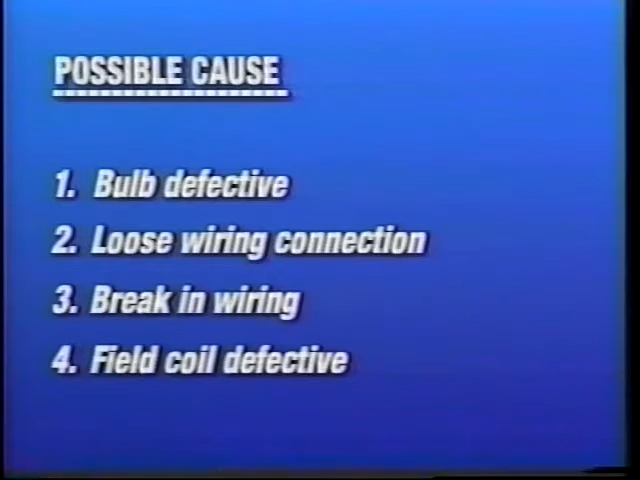 POSSIBLE CAUSE
1. Bulb defective
2. Loose wiring connection
3. Break in wiring
4. Field coil defective